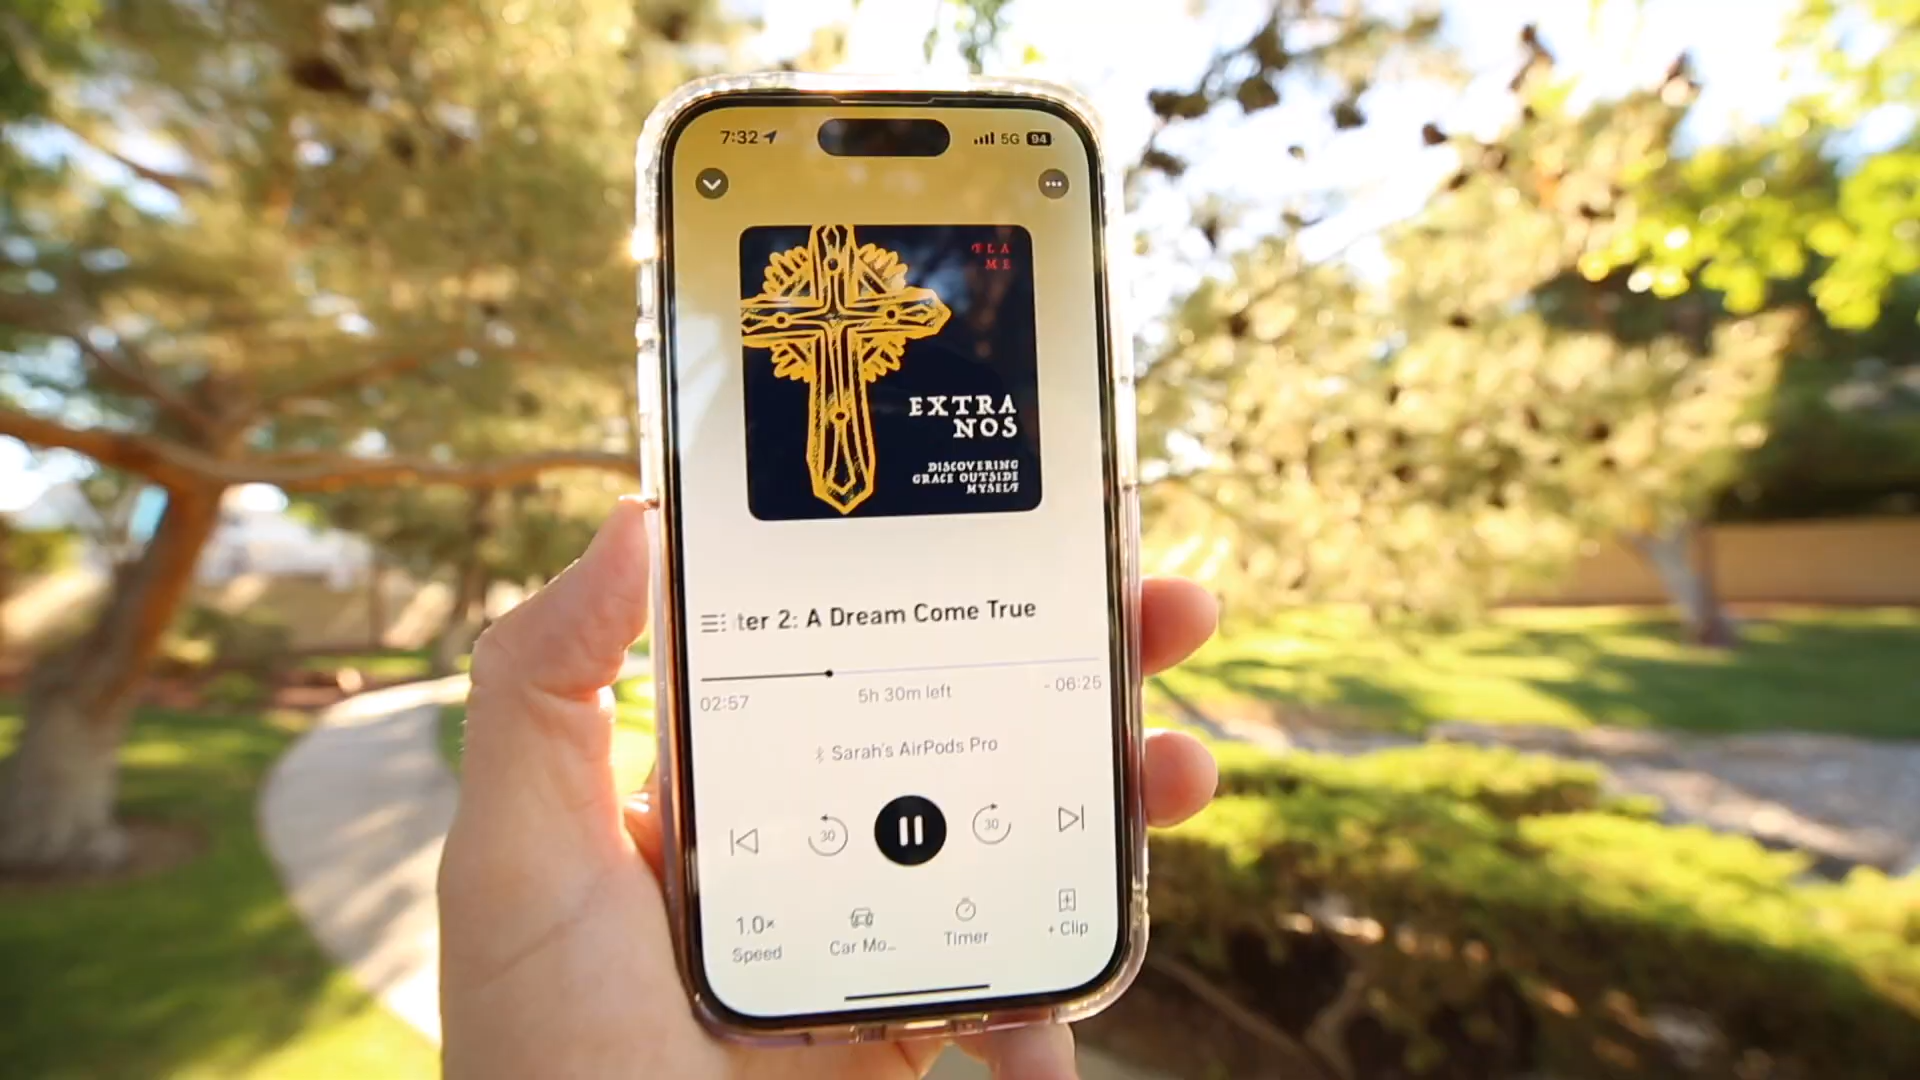 7:32
5G 94
FLA
ME
EXTRA
NOS
DISCOVERING
GRACE OUTSIDE
MYSELF
ter 2: A Dream Come True
02:57
5h 30m left
- 06:25
Sarah's AirPods Pro
30
30
1.0×
Speed
Car Mo...
Timer
+ Clip